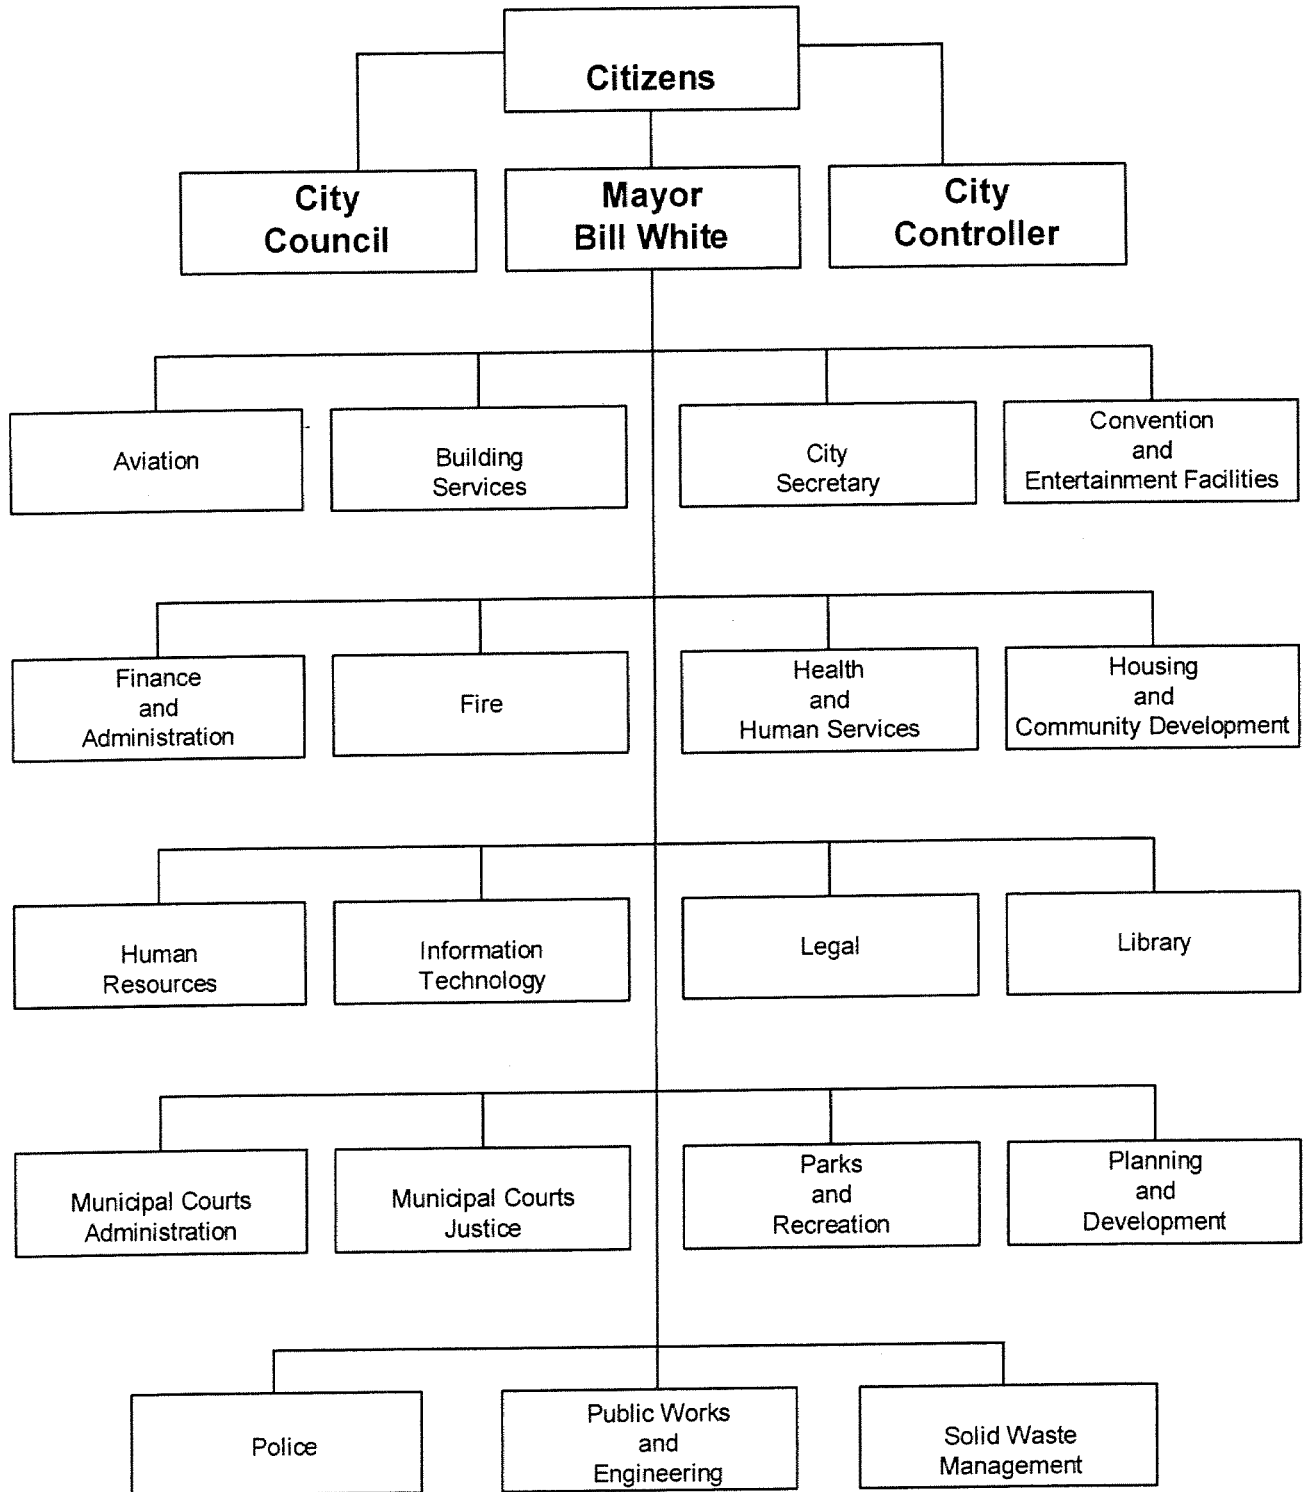 Citizens
City
Council
Mayor
Bill White
City
Controller
Aviation
Building
Services
City
Secretary
Convention
and
Entertainment Facilities
Finance
and
Administration
Fire
Health
and
Human Services
Housing
and
Community Development
Human
Resources
Information
Technology
Legal
Library
Municipal Courts
Administration
Municipal Courts
Justice
Parks
and
Recreation
Planning
and
Development
Police
Public Works
and
Engineering
Solid Waste
Management